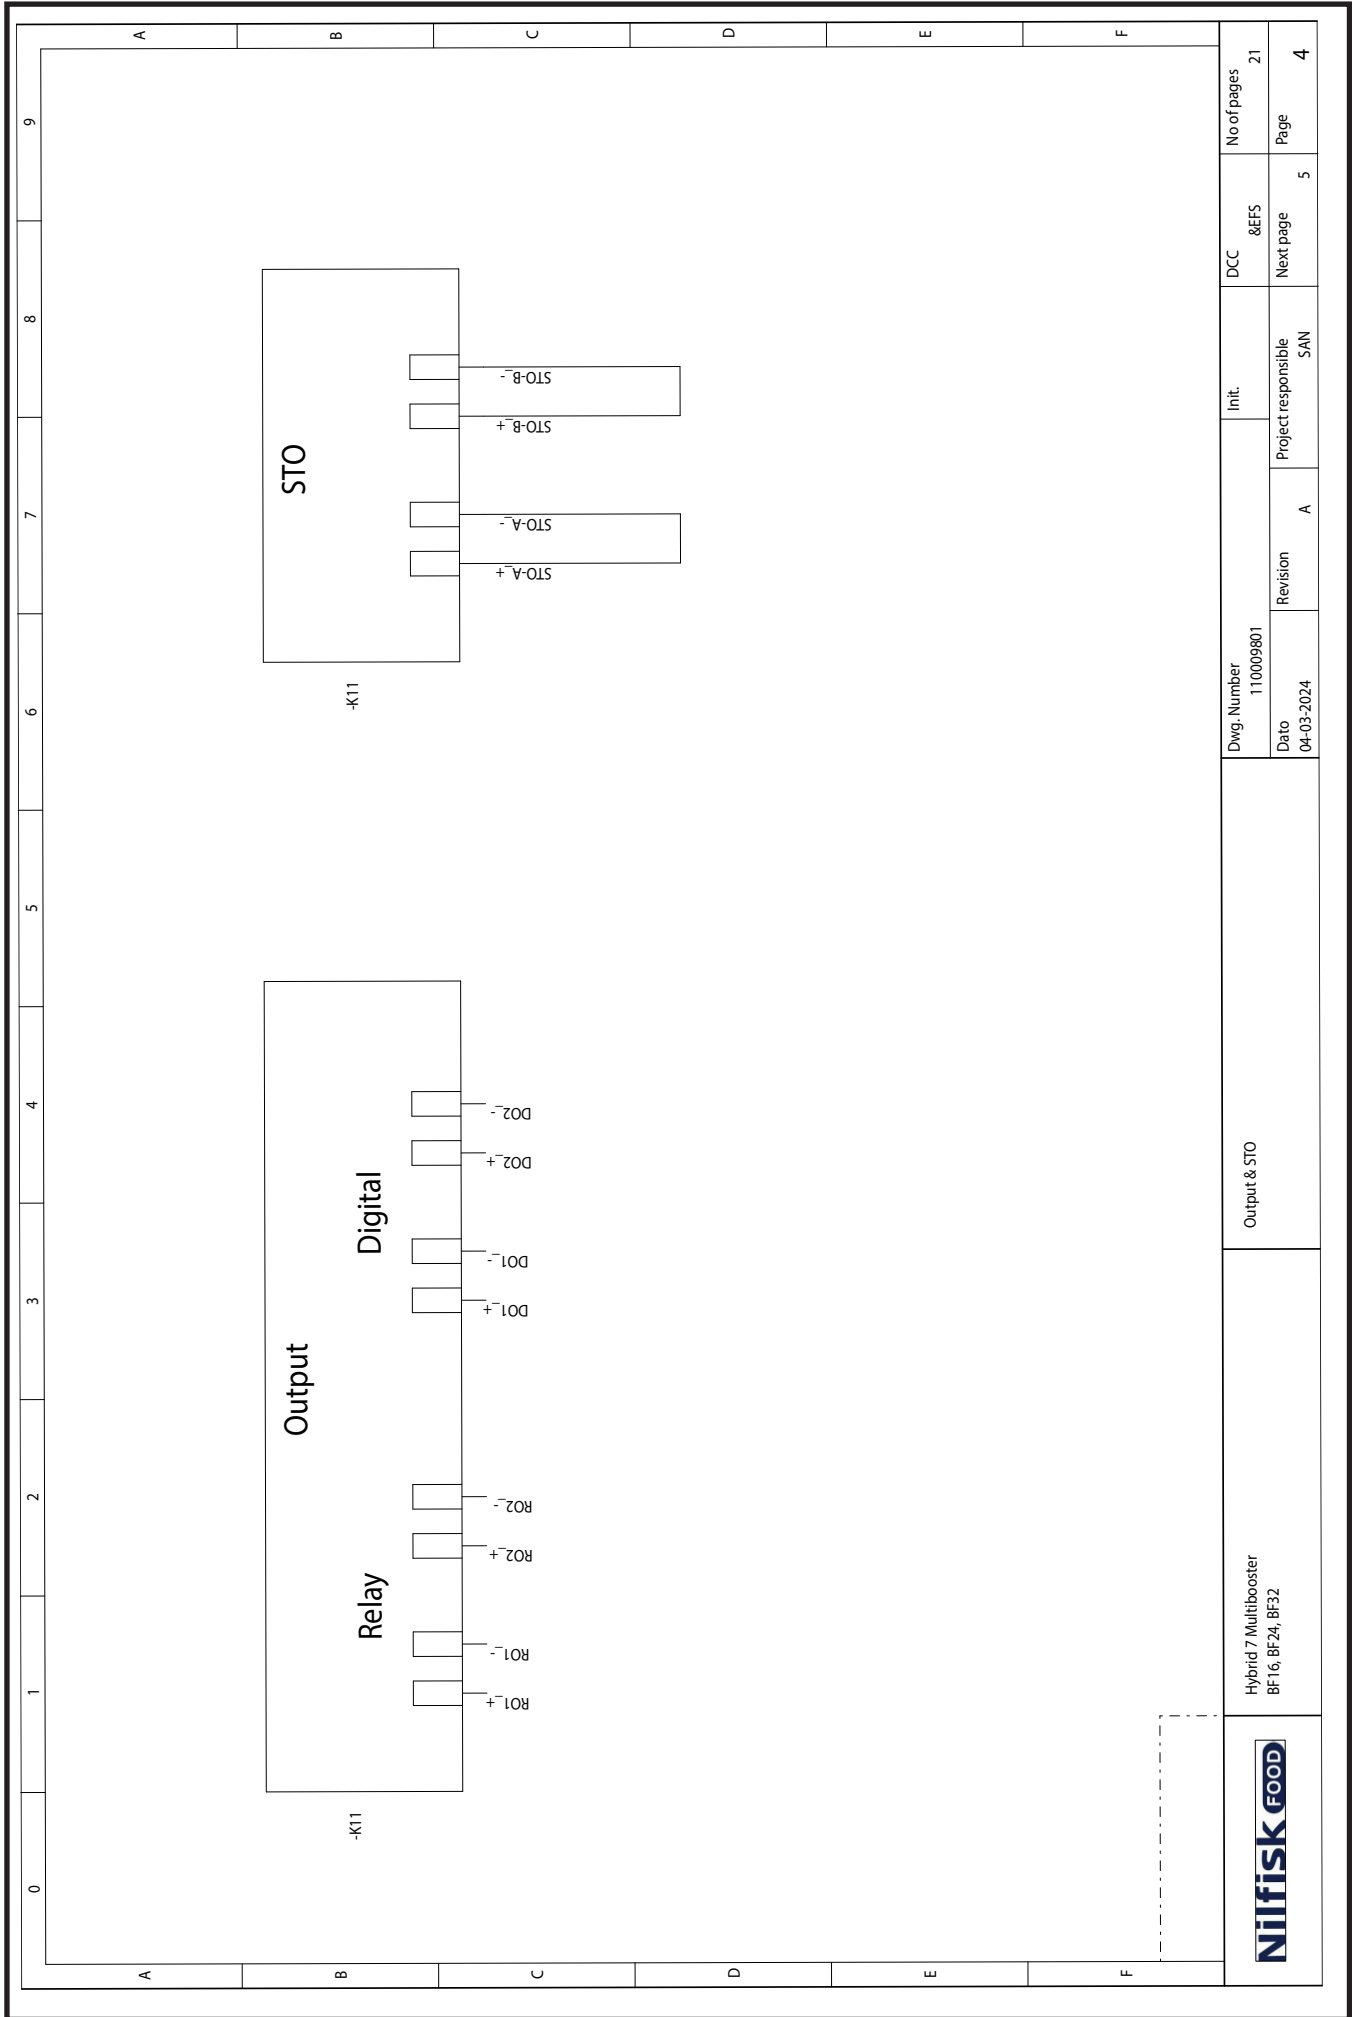 0 1 2 3 4 5 6 7 8 9
A A
B B
C C
D D
E E
F F
Output
Relay
Digital
-K11
RO1_+
RO1_-
RO2_+
RO2_-
DO1_+
DO1_-
DO2_+
DO2_-
STO
-K11
STO-A_+
STO-A_-
STO-B_+
STO-B_-
Nilfisk FOOD
Hybrid 7 Multibooster
BF16, BF24, BF32
Output & STO
Dwg. Number
110009801
Init.
DCC
&EFS
No of pages
21
Dato
04-03-2024
Revision
A
Project responsible
SAN
Next page
5
Page
4